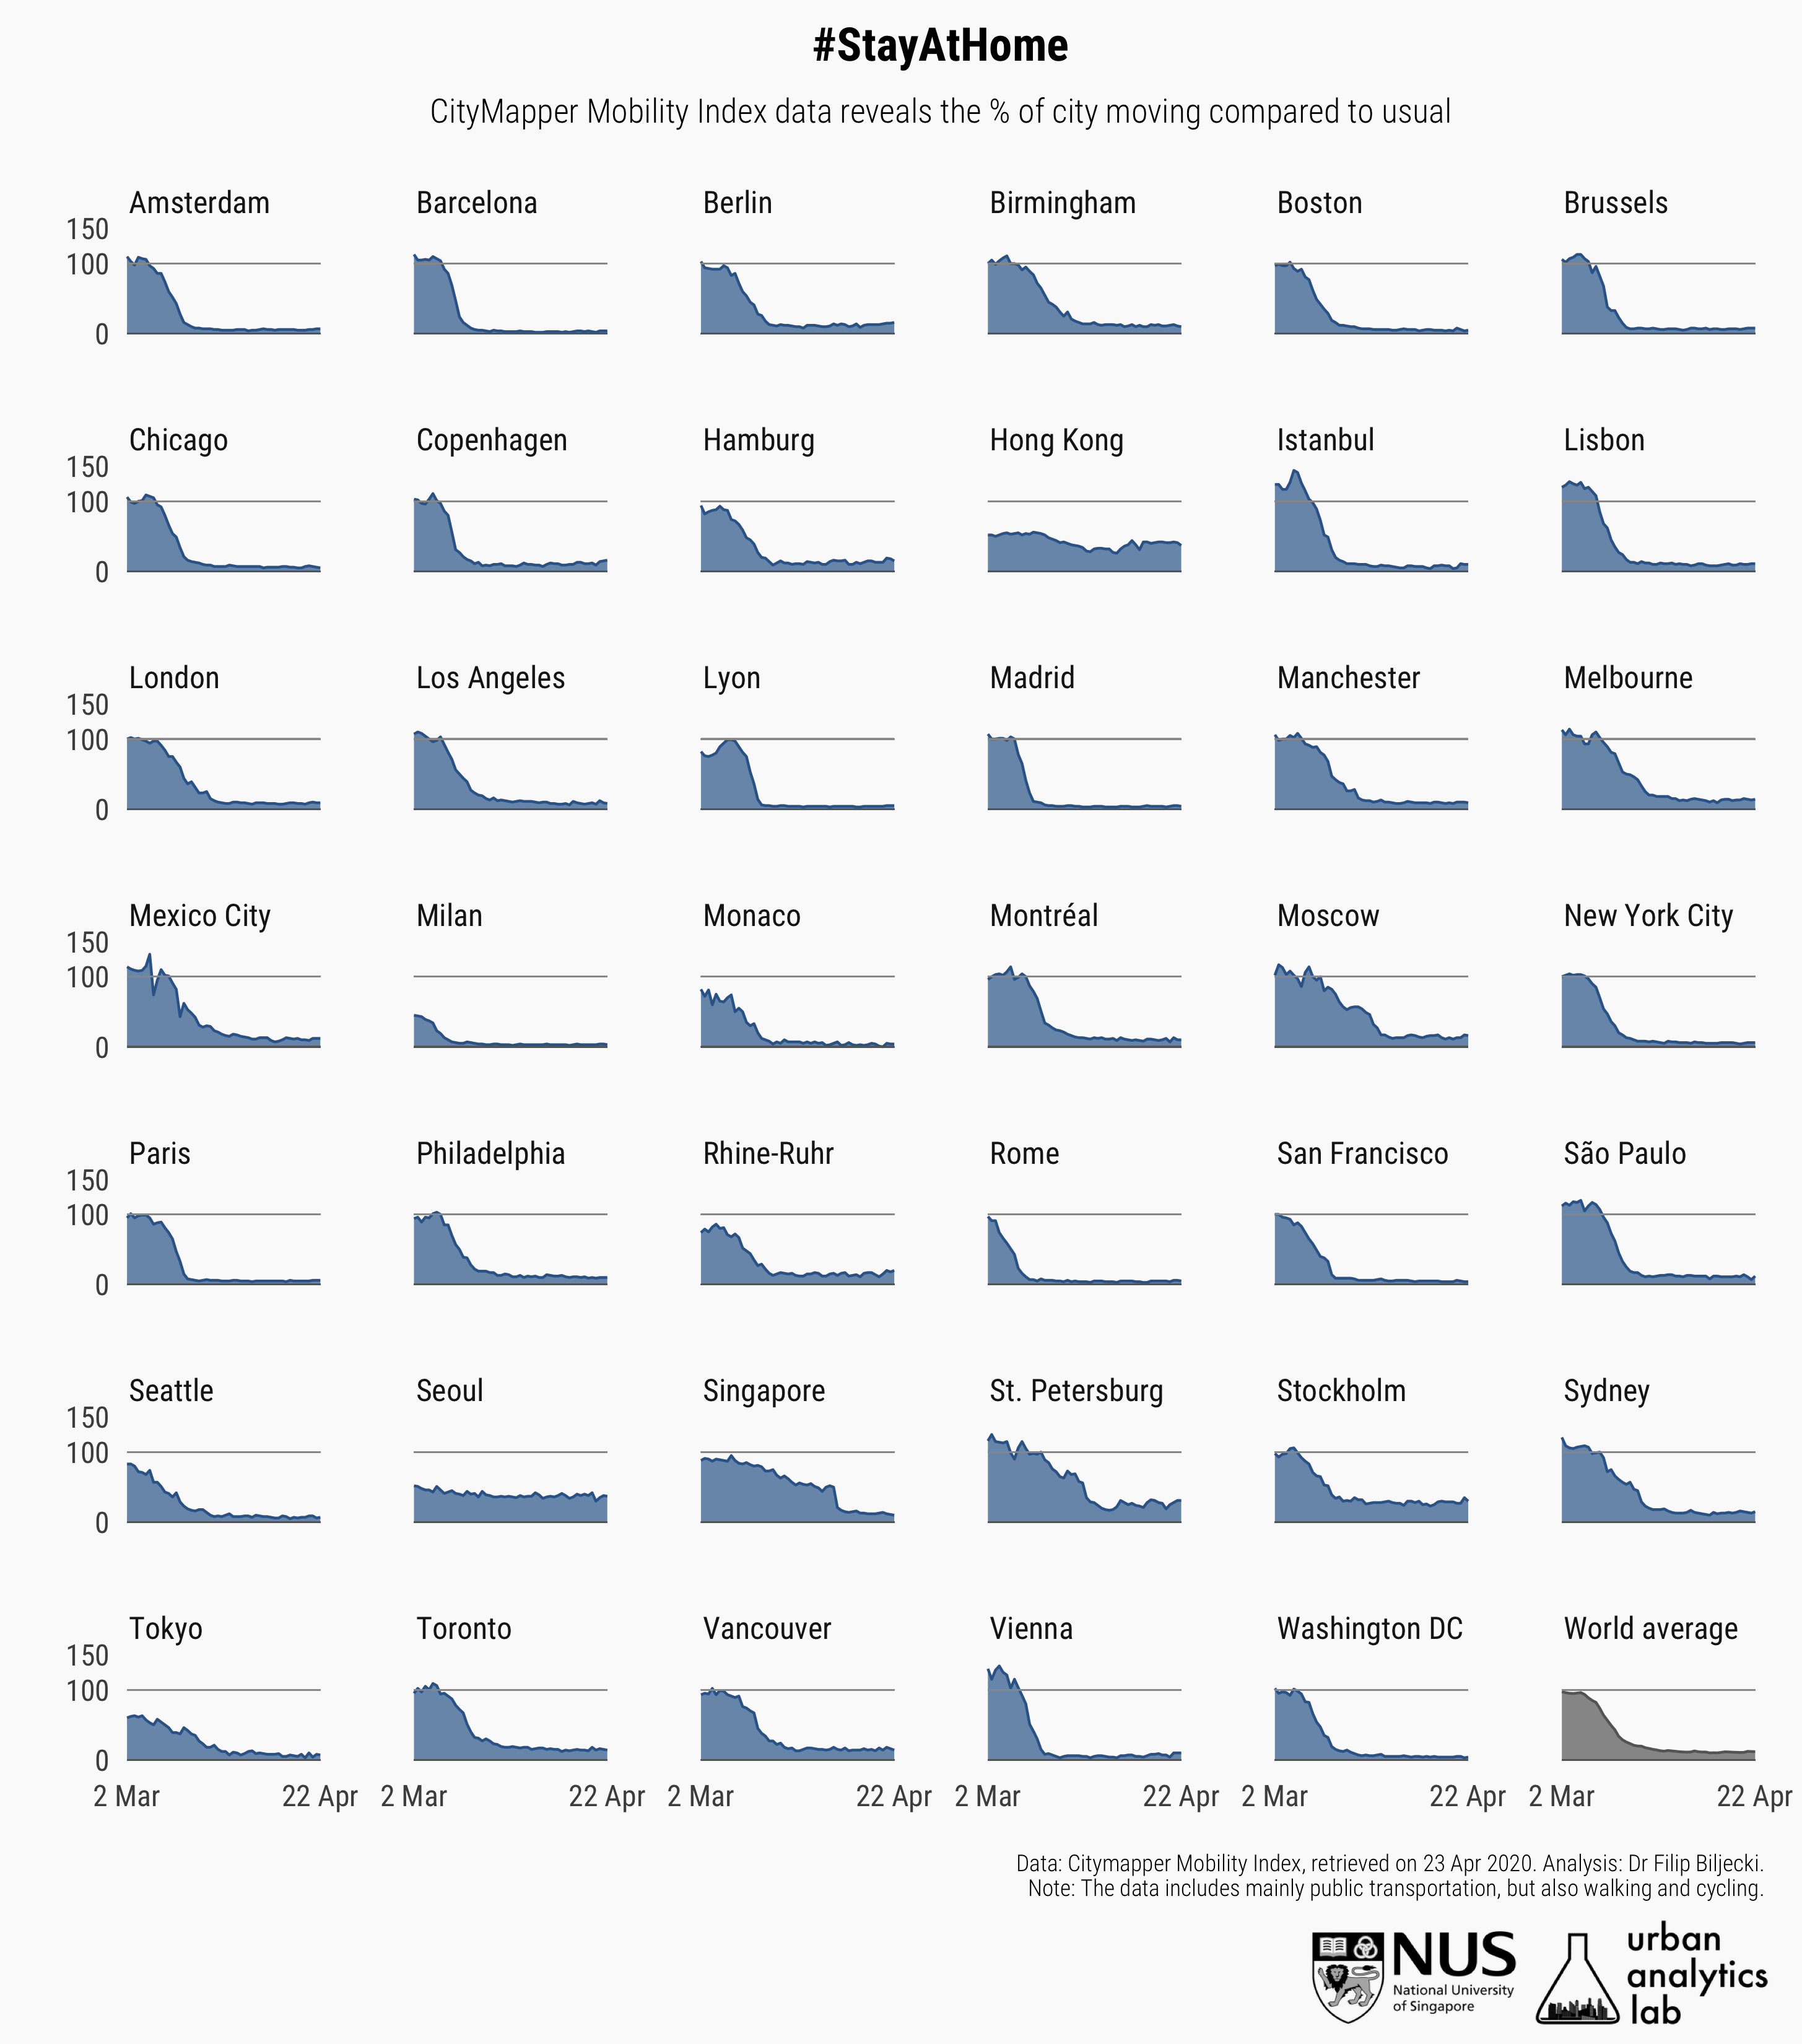 #StayAtHome
CityMapper Mobility Index data reveals the % of city moving compared to usual
Amsterdam Barcelona Berlin Birmingham Boston Brussels
150
100
0
Chicago Copenhagen Hamburg Hong Kong Istanbul Lisbon
150
100
0
London Los Angeles Lyon Madrid Manchester Melbourne
150
100
0
Mexico City Milan Monaco Montréal Moscow New York City
150
100
0
Paris Philadelphia Rhine-Ruhr Rome San Francisco São Paulo
150
100
0
Seattle Seoul Singapore St. Petersburg Stockholm Sydney
150
100
0
Tokyo Toronto Vancouver Vienna Washington DC World average
150
100
0
2 Mar 22 Apr 2 Mar 22 Apr 2 Mar 22 Apr 2 Mar 22 Apr 2 Mar 22 Apr 2 Mar 22 Apr
Data: Citymapper Mobility Index, retrieved on 23 Apr 2020. Analysis: Dr Filip Biljecki.
Note: The data includes mainly public transportation, but also walking and cycling.
NUS
National University
of Singapore
urban
analytics
lab